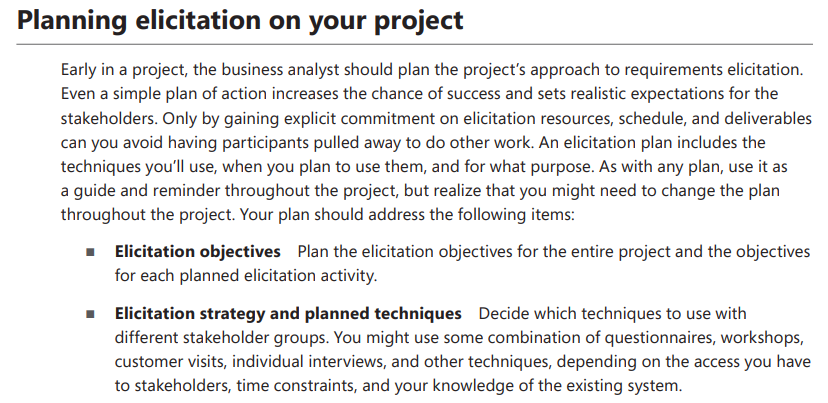 Planning elicitation on your project
Early in a project, the business analyst should plan the project's approach to requirements elicitation.
Even a simple plan of action increases the chance of success and sets realistic expectations for the
stakeholders. Only by gaining explicit commitment on elicitation resources, schedule, and deliverables
can you avoid having participants pulled away to do other work. An elicitation plan includes the
techniques you'll use, when you plan to use them, and for what purpose. As with any plan, use it as
a guide and reminder throughout the project, but realize that you might need to change the plan
throughout the project. Your plan should address the following items:
■ Elicitation objectives Plan the elicitation objectives for the entire project and the objectives
for each planned elicitation activity.
■ Elicitation strategy and planned techniques Decide which techniques to use with
different stakeholder groups. You might use some combination of questionnaires, workshops,
customer visits, individual interviews, and other techniques, depending on the access you have
to stakeholders, time constraints, and your knowledge of the existing system.